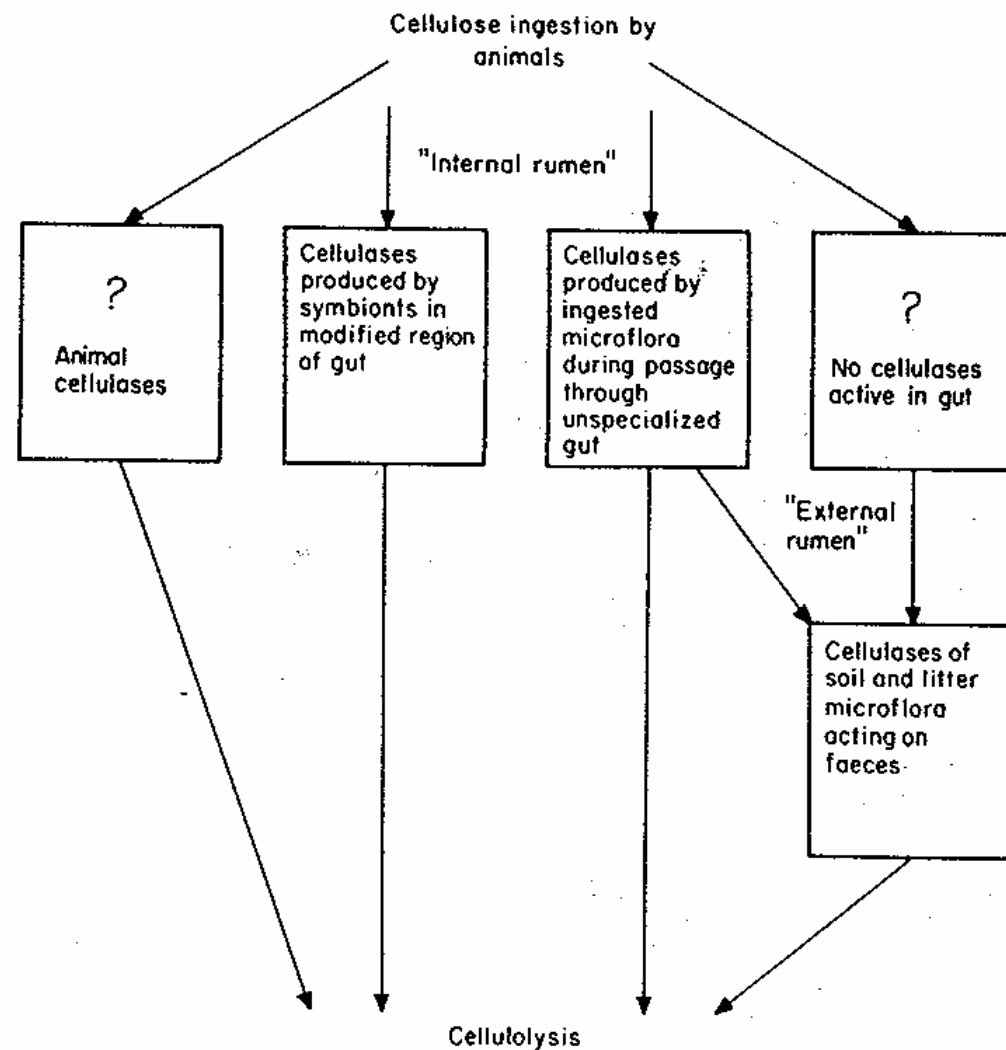 Cellulose ingestion by
animals
"Internal rumen"
?
Animal
cellulases
Cellulases
produced by
symbionts in
modified region
of gut
Cellulases
produced by
ingested
microflora
during passage
through
unspecialized
gut
?
No cellulases
active in gut
"External
rumen"
Cellulases of
soil and litter
microflora
acting on
faeces
Cellulolysis